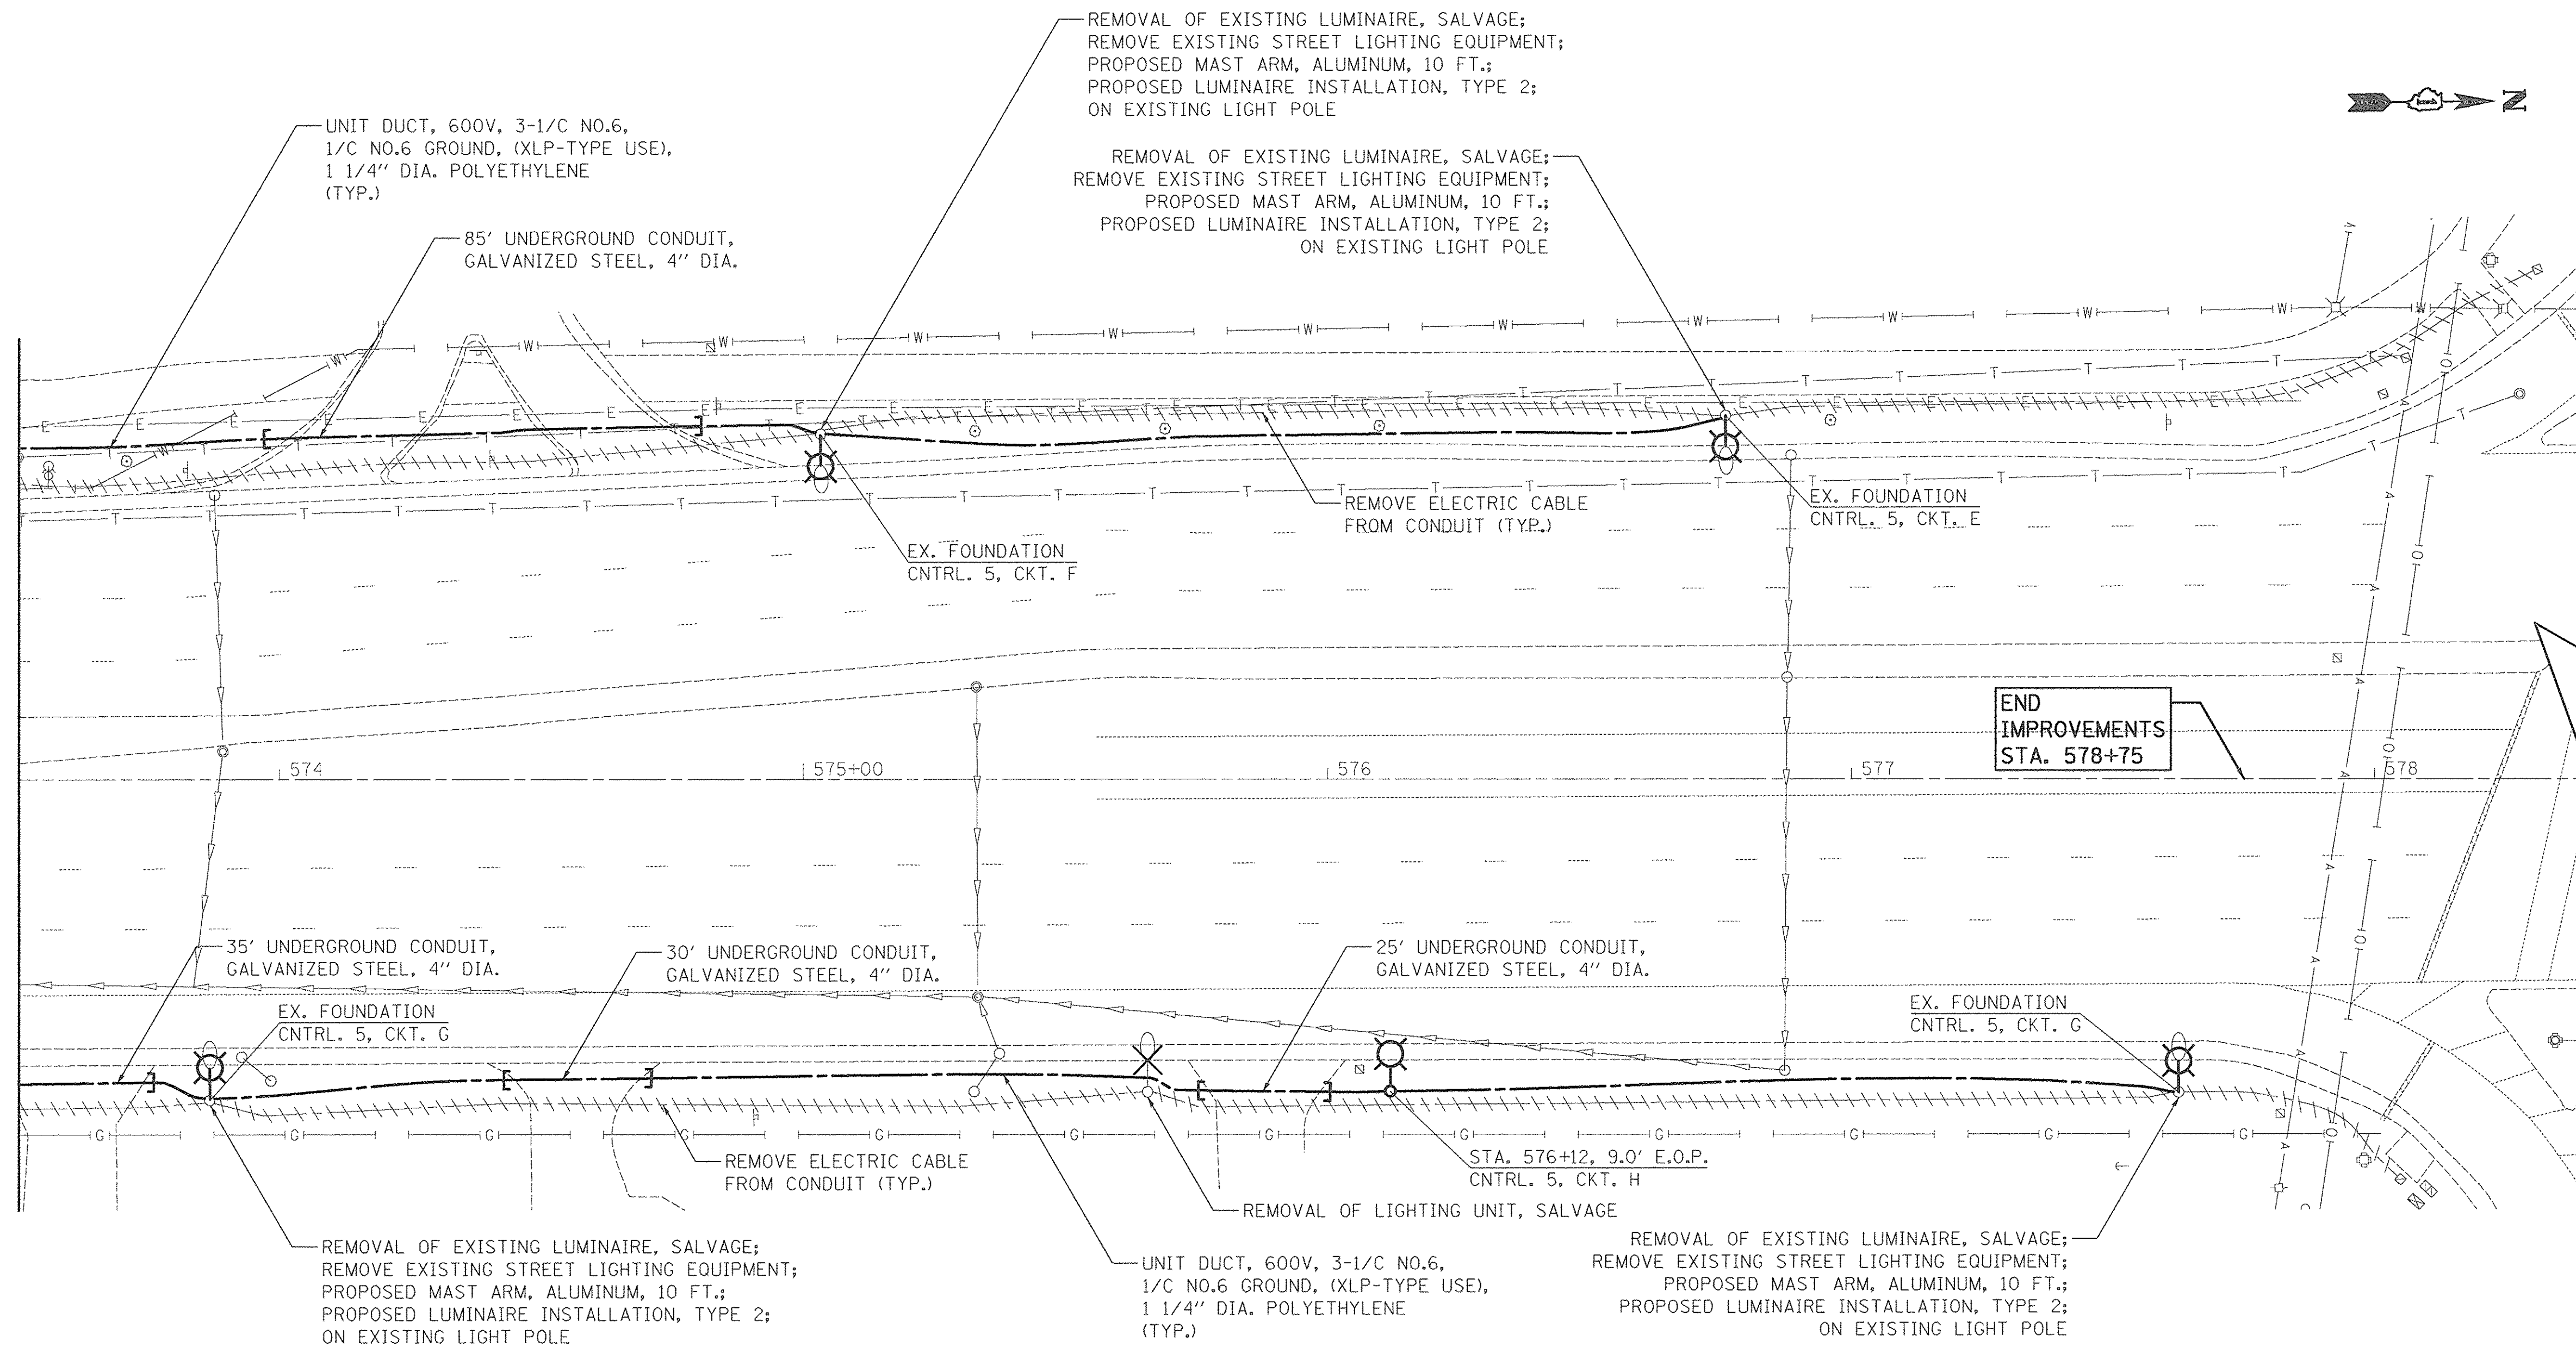 REMOVAL OF EXISTING LUMINAIRE, SALVAGE;
REMOVE EXISTING STREET LIGHTING EQUIPMENT;
PROPOSED MAST ARM, ALUMINUM, 10 FT.;
PROPOSED LUMINAIRE INSTALLATION, TYPE 2;
ON EXISTING LIGHT POLE
N
UNIT DUCT, 600V, 3-1/C NO.6,
1/C NO.6 GROUND, (XLP-TYPE USE),
1 1/4" DIA. POLYETHYLENE
(TYP.)
REMOVAL OF EXISTING LUMINAIRE, SALVAGE;
REMOVE EXISTING STREET LIGHTING EQUIPMENT;
PROPOSED MAST ARM, ALUMINUM, 10 FT.;
PROPOSED LUMINAIRE INSTALLATION, TYPE 2;
ON EXISTING LIGHT POLE
85' UNDERGROUND CONDUIT,
GALVANIZED STEEL, 4" DIA.
REMOVE ELECTRIC CABLE
FROM CONDUIT (TYP.)
EX. FOUNDATION
CNTRL. 5, CKT. E
EX. FOUNDATION
CNTRL. 5, CKT. F
END
IMPROVEMENTS
STA. 578+75
574
575+00
576
577
578
35' UNDERGROUND CONDUIT,
GALVANIZED STEEL, 4" DIA.
30' UNDERGROUND CONDUIT,
GALVANIZED STEEL, 4" DIA.
25' UNDERGROUND CONDUIT,
GALVANIZED STEEL, 4" DIA.
EX. FOUNDATION
CNTRL. 5, CKT. G
EX. FOUNDATION
CNTRL. 5, CKT. G
REMOVE ELECTRIC CABLE
FROM CONDUIT (TYP.)
STA. 576+12, 9.0' E.O.P.
CNTRL. 5, CKT. H
REMOVAL OF LIGHTING UNIT, SALVAGE
REMOVAL OF EXISTING LUMINAIRE, SALVAGE;
REMOVE EXISTING STREET LIGHTING EQUIPMENT;
PROPOSED MAST ARM, ALUMINUM, 10 FT.;
PROPOSED LUMINAIRE INSTALLATION, TYPE 2;
ON EXISTING LIGHT POLE
UNIT DUCT, 600V, 3-1/C NO.6,
1/C NO.6 GROUND, (XLP-TYPE USE),
1 1/4" DIA. POLYETHYLENE
(TYP.)
REMOVAL OF EXISTING LUMINAIRE, SALVAGE;
REMOVE EXISTING STREET LIGHTING EQUIPMENT;
PROPOSED MAST ARM, ALUMINUM, 10 FT.;
PROPOSED LUMINAIRE INSTALLATION, TYPE 2;
ON EXISTING LIGHT POLE